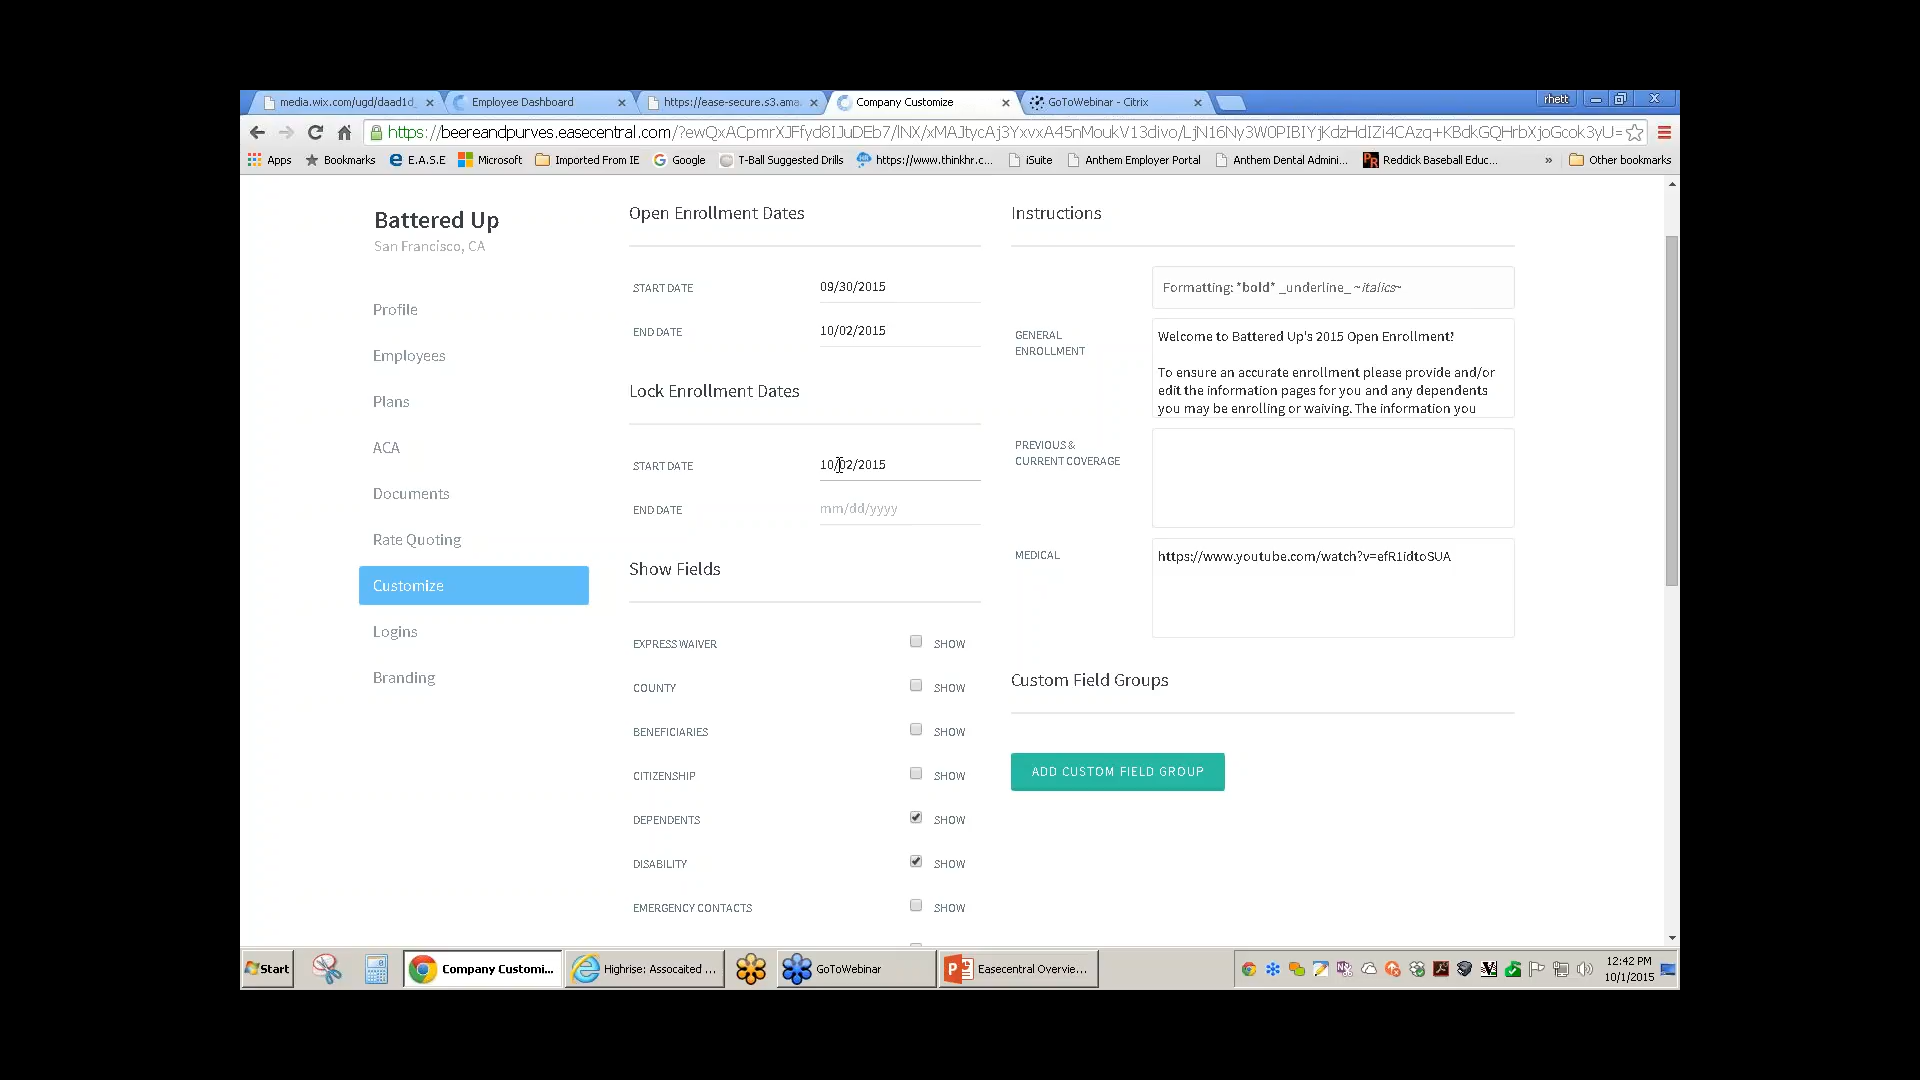 media.wix.com/ugd/daad1d_
Employee Dashboard
https://ease-secure.s3.ama
Company Customize
GoToWebinar - Citrix
rhett
https://beereandpurves.easecentral.com/?ewQxACpmrXJFfyd8IJuDEb7/lNX/xMAJtycAj3YxvxA45nMoukV13divo/LjN16Ny3W0PIBIYjKdzHdIZi4CAzq+KBdkGQHrbXjoGcok3yU=
Apps
Bookmarks
E.A.S.E
Microsoft
Imported From IE
Google
T-Ball Suggested Drills
https://www.thinkhr.c...
iSuite
Anthem Employer Portal
Anthem Dental Admini...
Reddick Baseball Educ...
»
Other bookmarks
Battered Up
San Francisco, CA
Profile
Employees
Plans
ACA
Documents
Rate Quoting
Customize
Logins
Branding
Open Enrollment Dates
START DATE 09/30/2015
END DATE 10/02/2015
Lock Enrollment Dates
START DATE 10/02/2015
END DATE mm/dd/yyyy
Show Fields
EXPRESS WAIVER SHOW
COUNTY SHOW
BENEFICIARIES SHOW
CITIZENSHIP SHOW
DEPENDENTS SHOW
DISABILITY SHOW
EMERGENCY CONTACTS SHOW
Instructions
Formatting: *bold* _underline_ ~italics~
GENERAL
ENROLLMENT
Welcome to Battered Up's 2015 Open Enrollment!
To ensure an accurate enrollment please provide and/or
edit the information pages for you and any dependents
you may be enrolling or waiving. The information you
PREVIOUS &
CURRENT COVERAGE
MEDICAL
https://www.youtube.com/watch?v=efR1idtoSUA
Custom Field Groups
ADD CUSTOM FIELD GROUP
Start
Company Customi...
Highrise: Assocaited ...
GoToWebinar
Easecentral Overvie...
12:42 PM
10/1/2015